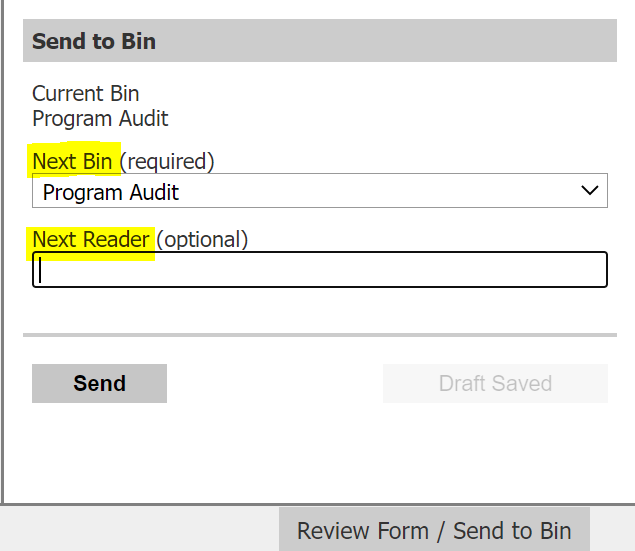 Send to Bin
Current Bin
Program Audit
Next Bin (required)
Program Audit
Next Reader (optional)
Send
Draft Saved
Review Form / Send to Bin